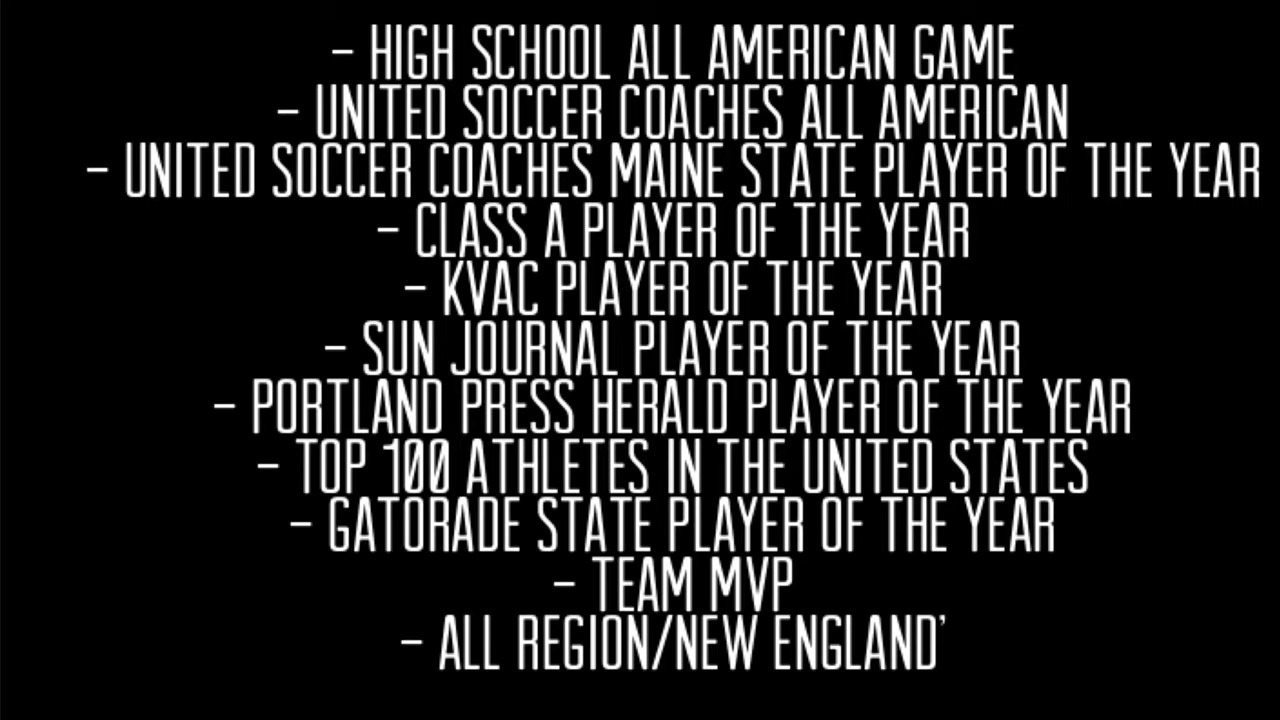 - HIGH SCHOOL ALL AMERICAN GAME
- UNITED SOCCER COACHES ALL AMERICAN
- UNITED SOCCER COACHES MAINE STATE PLAYER OF THE YEAR
- CLASS A PLAYER OF THE YEAR
- KVAC PLAYER OF THE YEAR
- SUN JOURNAL PLAYER OF THE YEAR
- PORTLAND PRESS HERALD PLAYER OF THE YEAR
- TOP 100 ATHLETES IN THE UNITED STATES
- GATORADE STATE PLAYER OF THE YEAR
- TEAM MVP
- ALL REGION/NEW ENGLAND'